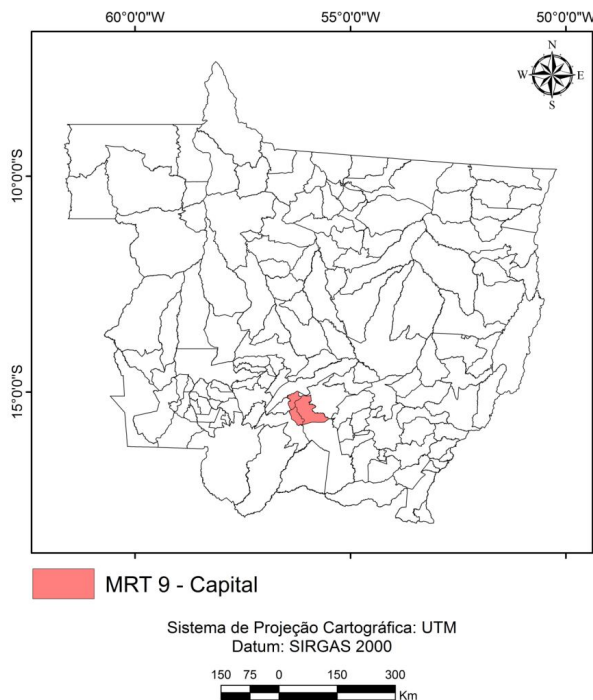 60°0'0"W 55°0'0"W 50°0'0"W
N
W E
S
10°0'0"S
15°0'0"S
MRT 9 - Capital
Sistema de Projeção Cartográfica: UTM
Datum: SIRGAS 2000
150 75 0 150 300
Km